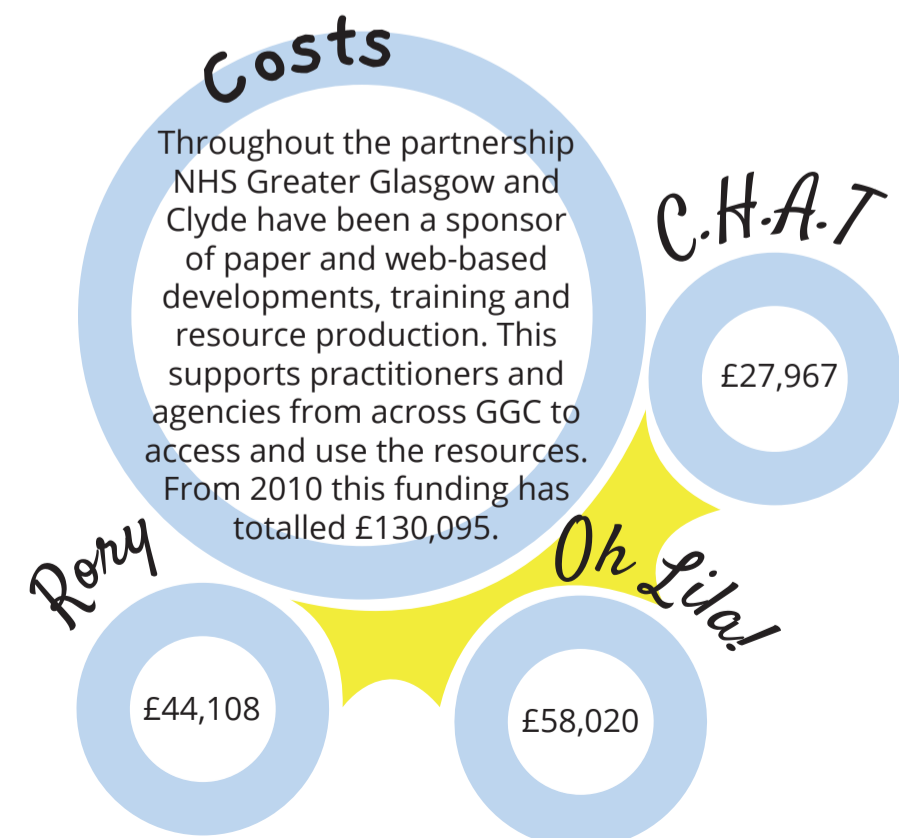 Costs
Throughout the partnership
NHS Greater Glasgow and
Clyde have been a sponsor
of paper and web-based
developments, training and
resource production. This
supports practitioners and
agencies from across GGC to
access and use the resources.
From 2010 this funding has
totalled £130,095.
C.H.A.T
£27,967
Rory
£44,108
Oh Lila!
£58,020